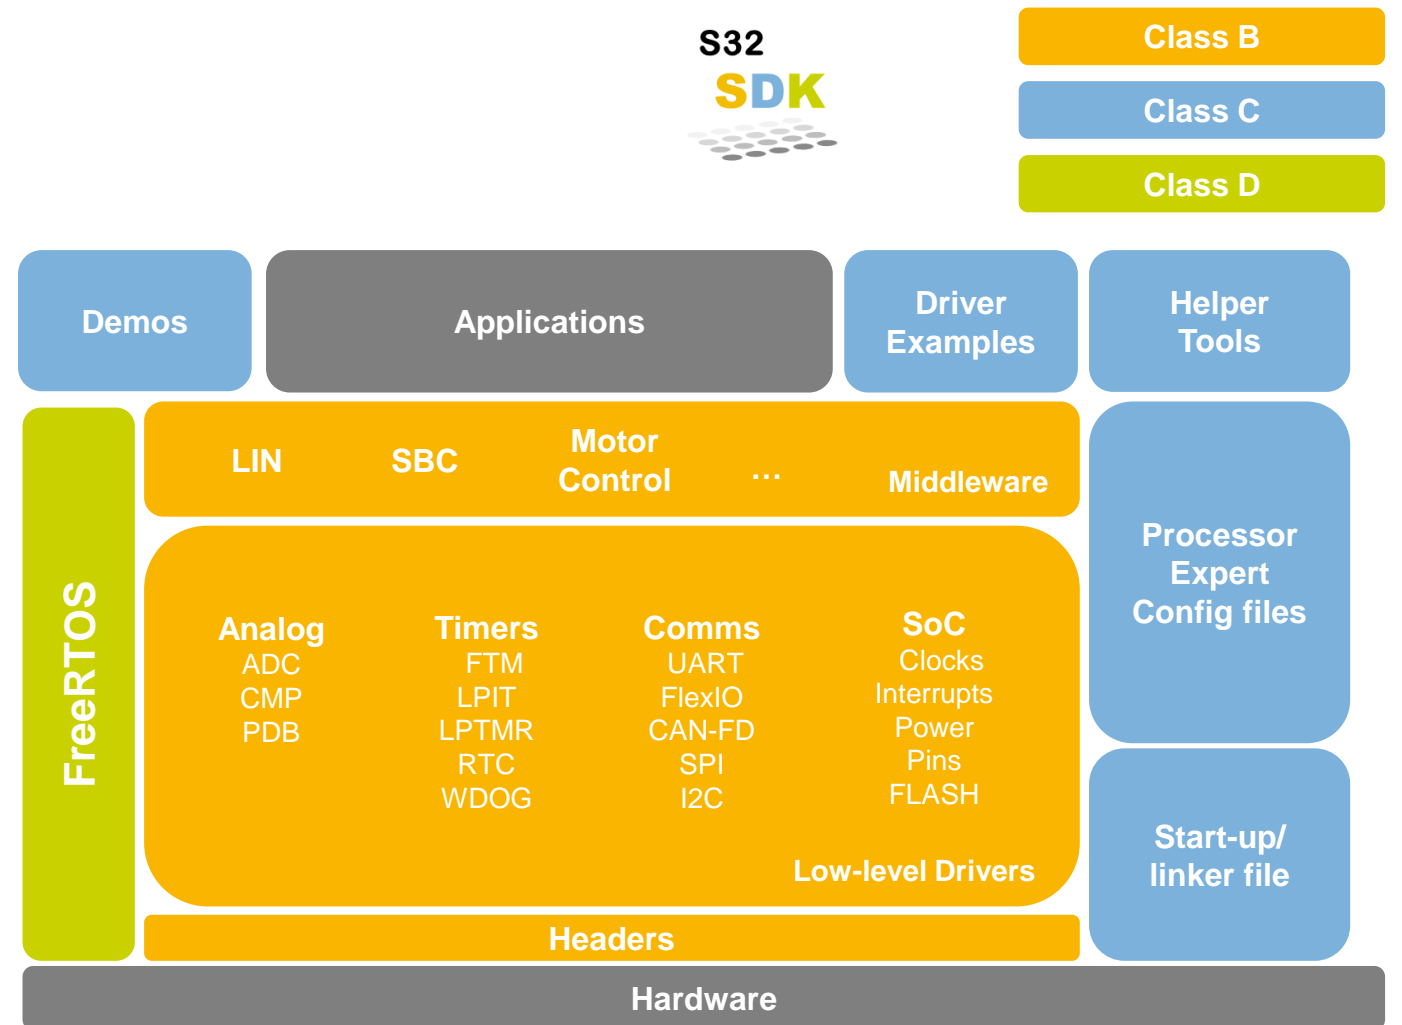 S32
SDK
Class B
Class C
Class D
Demos
Applications
Driver
Examples
Helper
Tools
FreeRTOS
LIN
SBC
Motor
Control
…
Middleware
Analog
ADC
CMP
PDB
Timers
FTM
LPIT
LPTMR
RTC
WDOG
Comms
UART
FlexIO
CAN-FD
SPI
I2C
SoC
Clocks
Interrupts
Power
Pins
FLASH
Low-level Drivers
Headers
Processor
Expert
Config files
Start-up/
linker file
Hardware